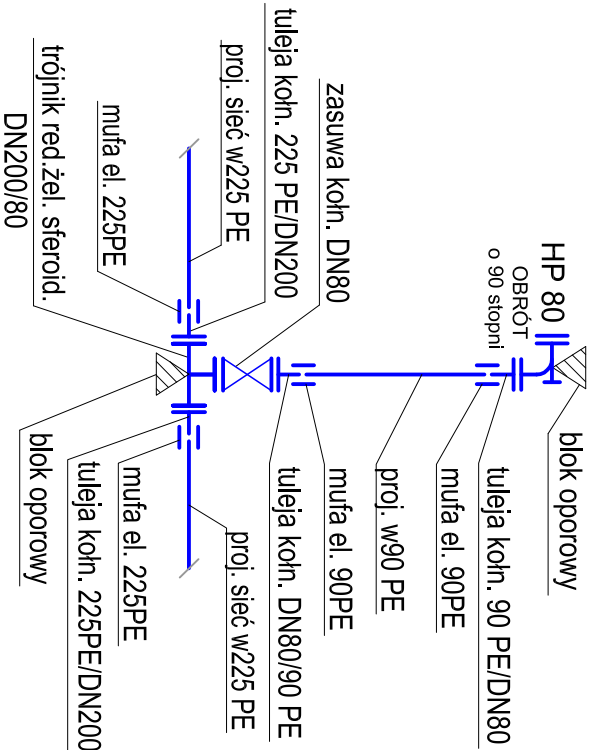 HP 80
OBRÓT
o 90 stopni
blok oporowy
tuleja kołn. 90 PE/DN80
mufa el. 90PE
proj. w90 PE
mufa el. 90PE
tuleja kołn. DN80/90 PE
zasuwa kołn. DN80
tuleja kołn. 225 PE/DN200
proj. sieć w225 PE
mufa el. 225PE
trójnik red.żel. sferoid.
DN200/80
proj. sieć w225 PE
mufa el. 225PE
tuleja kołn. 225PE/DN200
blok oporowy